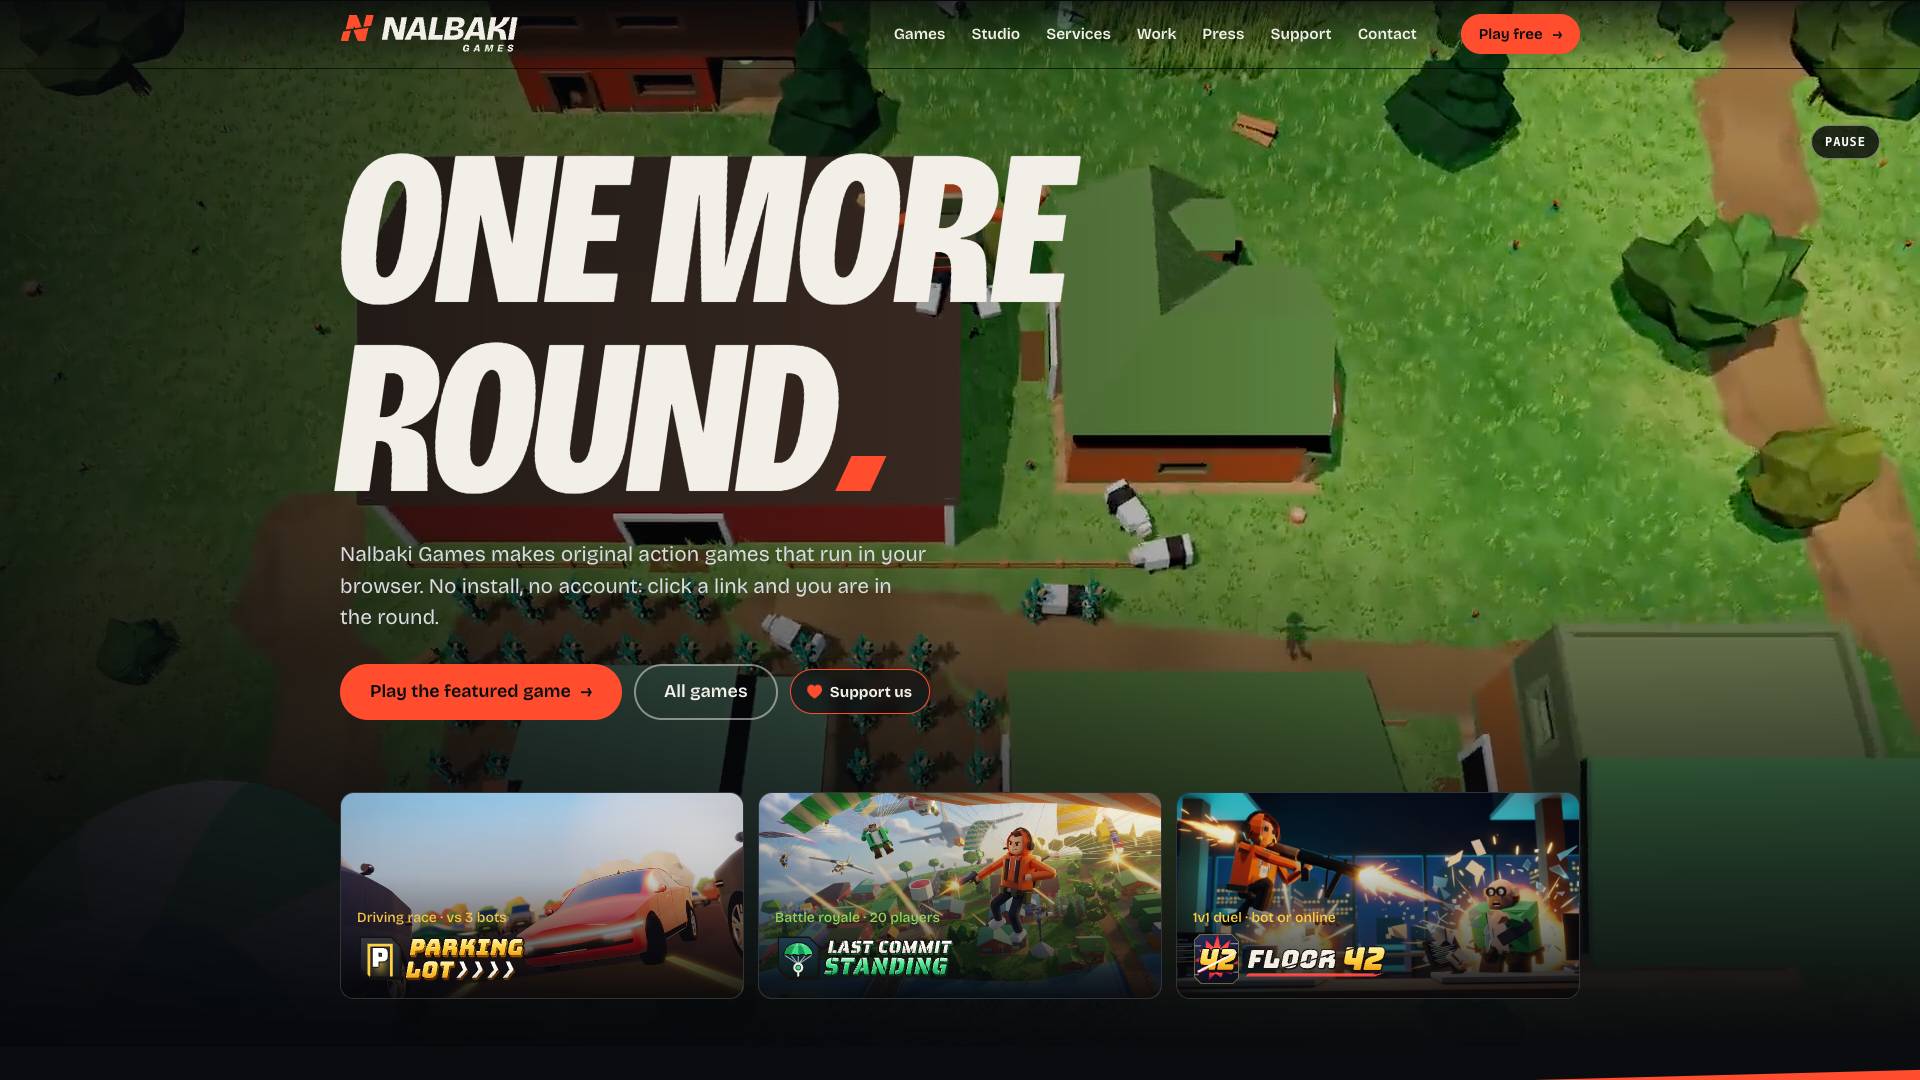 NALBAKI
GAMES
Games Studio Services Work Press Support Contact Play free →
PAUSE
ONE MORE
ROUND.
Nalbaki Games makes original action games that run in your
browser. No install, no account: click a link and you are in
the round.
Play the featured game → All games Support us
Driving race · vs 3 bots
P PARKING
LOT
Battle royale · 20 players
LAST COMMIT
STANDING
1v1 duel · bot or online
42 FLOOR 42